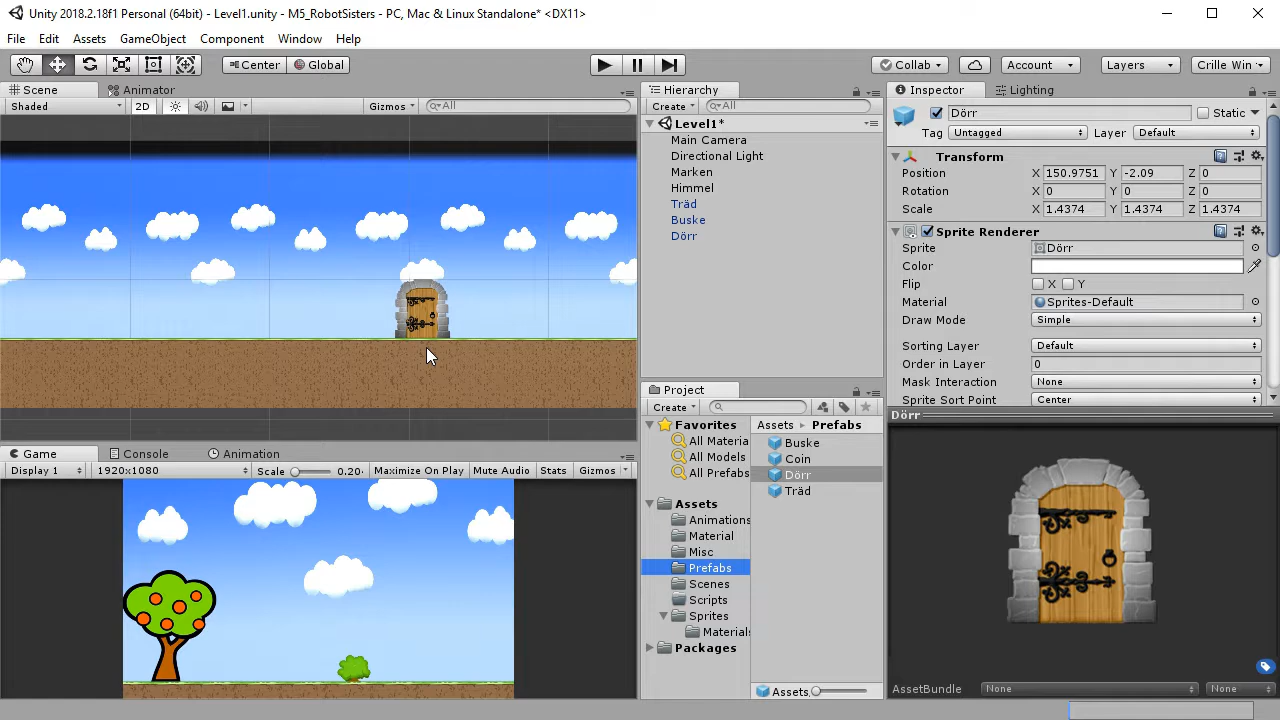 Unity 2018.2.18f1 Personal (64bit) - Level1.unity - M5_RobotSisters - PC, Mac & Linux Standalone* <DX11>
File Edit Assets GameObject Component Window Help
Center Global Collab Account Layers Crille Win
Scene Animator
Shaded 2D Gizmos All
Hierarchy
Create All
Level1*
Main Camera
Directional Light
Marken
Himmel
Träd
Buske
Dörr
Inspector Lighting
Dörr Static
Tag Untagged Layer Default
Transform
Position X 150.9751 Y -2.09 Z 0
Rotation X 0 Y 0 Z 0
Scale X 1.4374 Y 1.4374 Z 1.4374
Sprite Renderer
Sprite Dörr
Color
Flip X Y
Material Sprites-Default
Draw Mode Simple
Sorting Layer Default
Order in Layer 0
Mask Interaction None
Sprite Sort Point Center
Game Console Animation
Display 1 1920x1080 Scale 0.20 Maximize On Play Mute Audio Stats Gizmos
Project
Create
Favorites
All Materia
All Models
All Prefabs
Assets
Animations
Material
Misc
Prefabs
Scenes
Scripts
Sprites
Materials
Packages
Assets Prefabs
Buske
Coin
Dörr
Träd
Assets
Dörr
AssetBundle None None